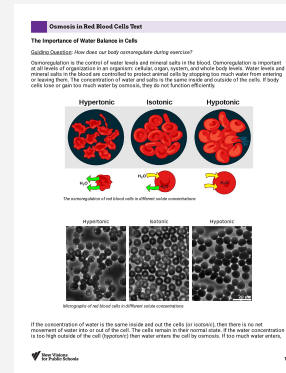 Osmosis in Red Blood Cells Text
The Importance of Water Balance in Cells
Guiding Question: How does our body osmoregulate during exercise?
Osmoregulation is the control of water levels and mineral salts in the blood. Osmoregulation is important
at all levels of organization in an organism: cellular, organ, system, and whole body levels. Water levels and
mineral salts in the blood are controlled to protect animal cells by stopping too much water from entering
or leaving them. The concentration of water and salts is the same inside and outside of the cells. If body
cells lose or gain too much water by osmosis, they do not function efficiently.
Hypertonic Isotonic Hypotonic
H₂O
H₂O
H₂O
The osmoregulation of red blood cells in different solute concentrations
Hypertonic Isotonic Hypotonic
Micrographs of red blood cells in different solute concentrations
If the concentration of water is the same inside and out the cells (or isotonic), then there is no net
movement of water into or out of the cell. The cells remain in their normal state. If the water concentration
is too high outside of the cell (hypotonic) then water enters the cell by osmosis. If too much water enters,
New Visions
for Public Schools
1